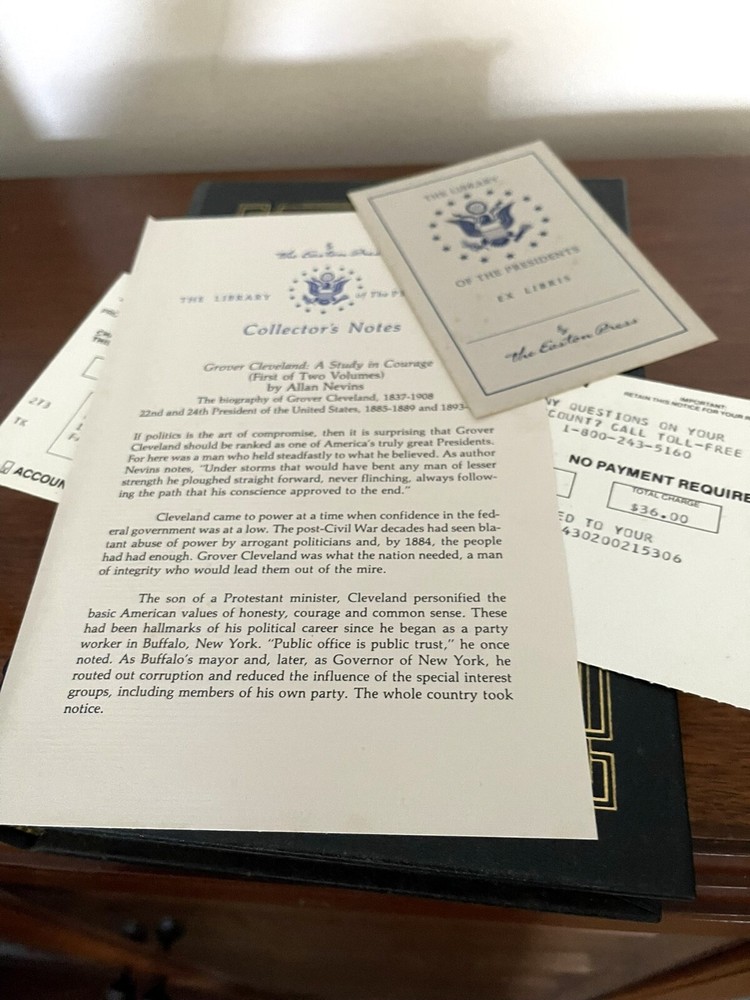 the Easton Press
THE LIBRARY of The
Collector's Notes
Grover Cleveland: A Study in Courage
(First of Two Volumes)
by Allan Nevins
The biography of Grover Cleveland, 1837-1908
22nd and 24th President of the United States, 1885-1889 and 1893-
If politics is the art of compromise, then it is surprising that Grover
Cleveland should be ranked as one of America's truly great Presidents.
For here was a man who held steadfastly to what he believed. As author
Nevins notes, "Under storms that would have bent any man of lesser
strength he ploughed straight forward, never flinching, always follow-
ing the path that his conscience approved to the end."
Cleveland came to power at a time when confidence in the fed-
eral government was at a low. The post-Civil War decades had seen bla-
tant abuse of power by arrogant politicians and, by 1884, the people
had had enough. Grover Cleveland was what the nation needed, a man
of integrity who would lead them out of the mire.
The son of a Protestant minister, Cleveland personified the
basic American values of honesty, courage and common sense. These
had been hallmarks of his political career since he began as a party
worker in Buffalo, New York. "Public office is public trust," he once
noted. As Buffalo's mayor and, later, as Governor of New York, he
routed out corruption and reduced the influence of the special interest
groups, including members of his own party. The whole country took
notice.
THE LIBRARY
OF THE PRESIDENTS
EX LIBRIS
the Easton Press
IMPORTANT:
RETAIN THIS NOTICE FOR YOUR
NY QUESTIONS ON YOUR
COUNT? CALL TOLL-FREE
1-800-243-5160
NO PAYMENT REQUIRE
TOTAL CHARGE
$36.00
ED TO YOUR
430200215306
273
TK
ACCOUN